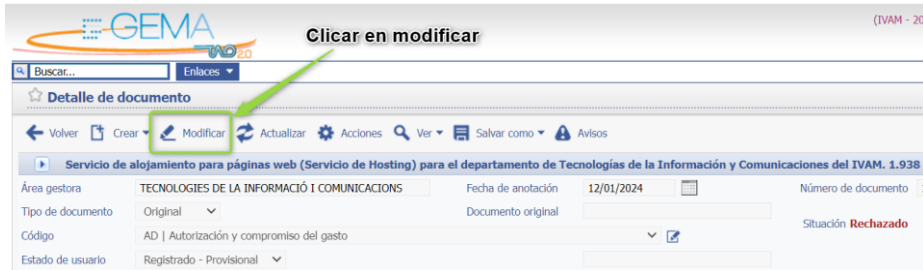 e-GEMA
TAO 2.0
Clicar en modificar
(IVAM - 20
Buscar...
Enlaces
Detalle de documento
Volver Crear Modificar Actualizar Acciones Ver Salvar como Avisos
Servicio de alojamiento para páginas web (Servicio de Hosting) para el departamento de Tecnologías de la Información y Comunicaciones del IVAM. 1.938
Área gestora TECNOLOGIES DE LA INFORMACIÓ I COMUNICACIONS Fecha de anotación 12/01/2024 Número de documento
Tipo de documento Original Documento original
Situación Rechazado
Código AD | Autorización y compromiso del gasto
Estado de usuario Registrado - Provisional